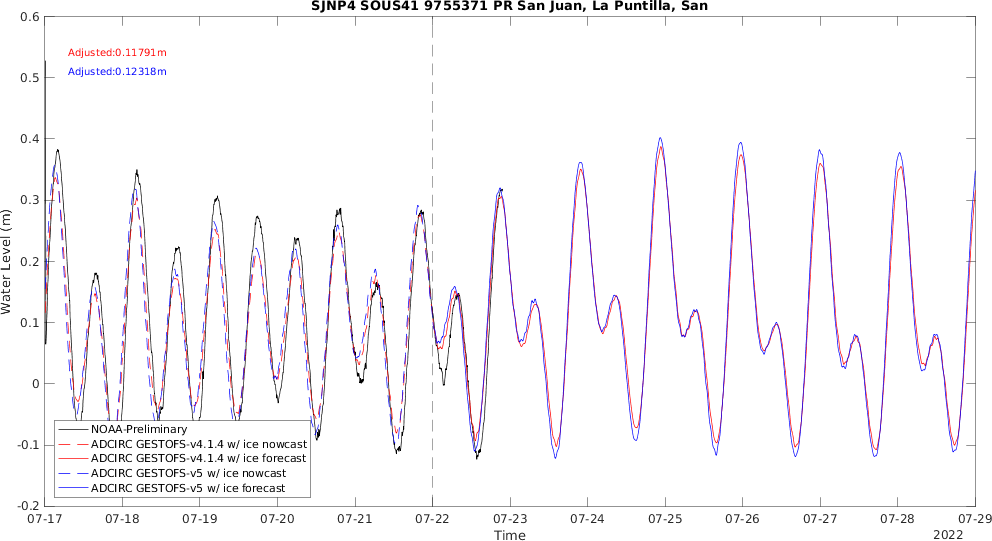 SJNP4 SOUS41 9755371 PR San Juan, La Puntilla, San
0.6
0.5
0.4
0.3
0.2
0.1
0
-0.1
-0.2
Water Level (m)
Adjusted:0.11791m
Adjusted:0.12318m
NOAA-Preliminary
ADCIRC GESTOFS-v4.1.4 w/ ice nowcast
ADCIRC GESTOFS-v4.1.4 w/ ice forecast
ADCIRC GESTOFS-v5 w/ ice nowcast
ADCIRC GESTOFS-v5 w/ ice forecast
07-17 07-18 07-19 07-20 07-21 07-22 07-23 07-24 07-25 07-26 07-27 07-28 07-29
Time
2022